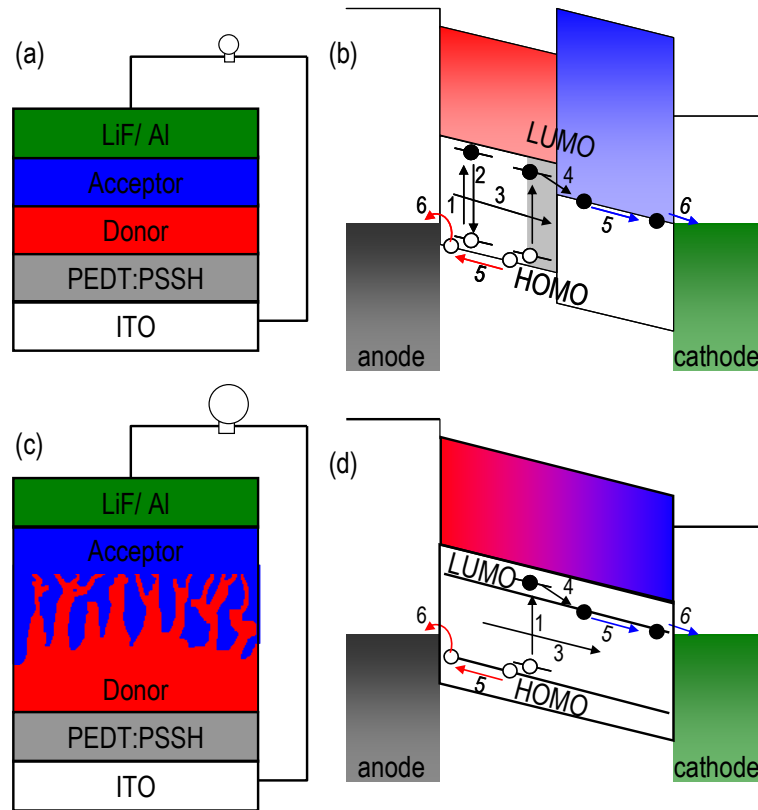 (a)
LiF/ Al
Acceptor
Donor
PEDT:PSSH
ITO
(b)
LUMO
2
4
6
1
3
5
6
5
HOMO
anode
cathode
(c)
LiF/ Al
Acceptor
Donor
PEDT:PSSH
ITO
(d)
LUMO
4
6
1
5
6
3
5
HOMO
anode
cathode